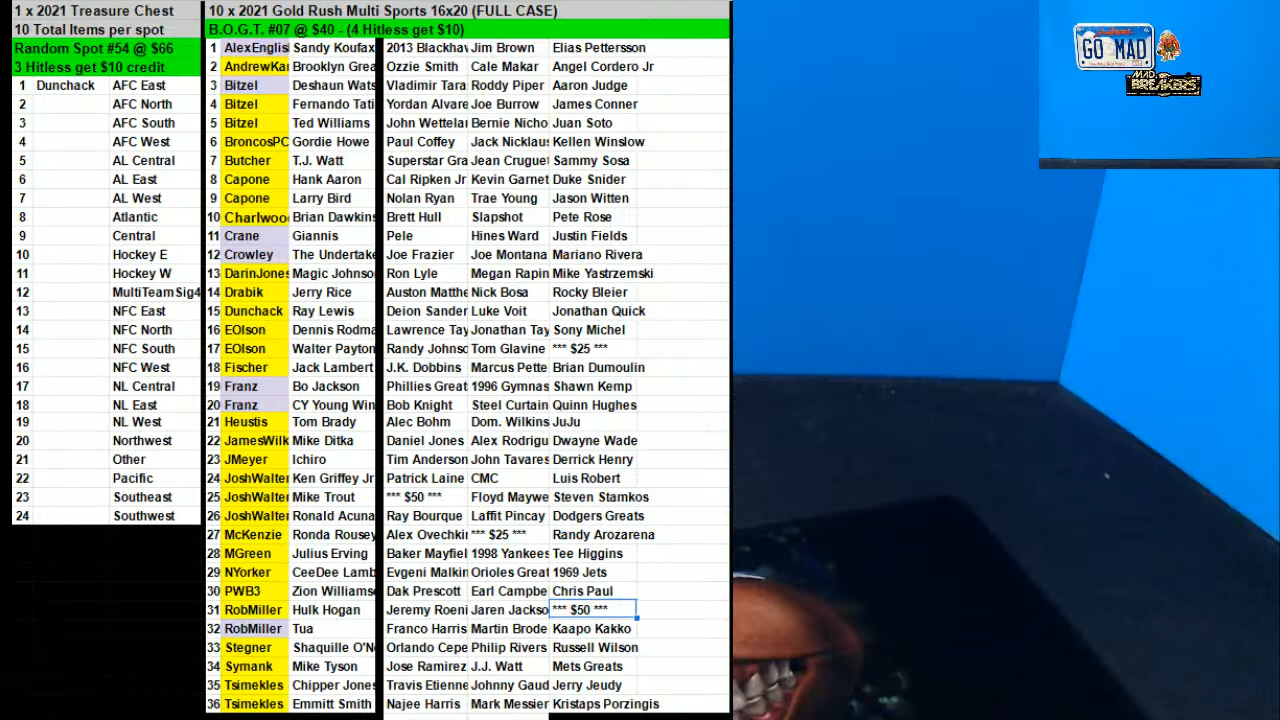 1 x 2021 Treasure Chest
10 Total Items per spot
Random Spot #54 @ $66
3 Hitless get $10 credit
1 Dunchack AFC East
2 AFC North
3 AFC South
4 AFC West
5 AL Central
6 AL East
7 AL West
8 Atlantic
9 Central
10 Hockey E
11 Hockey W
12 MultiTeamSig4
13 NFC East
14 NFC North
15 NFC South
16 NFC West
17 NL Central
18 NL East
19 NL West
20 Northwest
21 Other
22 Pacific
23 Southeast
24 Southwest
10 x 2021 Gold Rush Multi Sports 16x20 (FULL CASE)
B.O.G.T. #07 @ $40 - (4 Hitless get $10)
1 AlexEnglis Sandy Koufax 2013 Blackhav Jim Brown Elias Pettersson
2 AndrewKar Brooklyn Grea Ozzie Smith Cale Makar Angel Cordero Jr
3 Bitzel Deshaun Wats Vladimir Tara Roddy Piper Aaron Judge
4 Bitzel Fernando Tati Yordan Alvare Joe Burrow James Conner
5 Bitzel Ted Williams John Wettelar Bernie Nicho Juan Soto
6 BroncosPC Gordie Howe Paul Coffey Jack Nicklaus Kellen Winslow
7 Butcher T.J. Watt Superstar Gra Jean Cruguet Sammy Sosa
8 Capone Hank Aaron Cal Ripken Jr Kevin Garnet Duke Snider
9 Capone Larry Bird Nolan Ryan Trae Young Jason Witten
10 Charlwood Brian Dawkins Brett Hull Slapshot Pete Rose
11 Crane Giannis Pele Hines Ward Justin Fields
12 Crowley The Undertake Joe Frazier Joe Montana Mariano Rivera
13 DarinJones Magic Johnso Ron Lyle Megan Rapin Mike Yastrzemski
14 Drabik Jerry Rice Auston Matthe Nick Bosa Rocky Bleier
15 Dunchack Ray Lewis Deion Sander Luke Voit Jonathan Quick
16 EOlson Dennis Rodma Lawrence Tay Jonathan Tay Sony Michel
17 EOlson Walter Payton Randy Johnso Tom Glavine *** $25 ***
18 Fischer Jack Lambert J.K. Dobbins Marcus Pette Brian Dumoulin
19 Franz Bo Jackson Phillies Great 1996 Gymnas Shawn Kemp
20 Franz CY Young Win Bob Knight Steel Curtain Quinn Hughes
21 Heustis Tom Brady Alec Bohm Dom. Wilkins JuJu
22 JamesWilk Mike Ditka Daniel Jones Alex Rodrigu Dwayne Wade
23 JMeyer Ichiro Tim Anderson John Tavares Derrick Henry
24 JoshWalter Ken Griffey Jr Patrick Laine CMC Luis Robert
25 JoshWalter Mike Trout *** $50 *** Floyd Maywe Steven Stamkos
26 JoshWalter Ronald Acuna Ray Bourque Laffit Pincay Dodgers Greats
27 McKenzie Ronda Rousey Alex Ovechkin *** $25 *** Randy Arozarena
28 MGreen Julius Erving Baker Mayfiel 1998 Yankees Tee Higgins
29 NYorker CeeDee Lamb Evgeni Malkin Orioles Great 1969 Jets
30 PWB3 Zion Williams Dak Prescott Earl Campbe Chris Paul
31 RobMiller Hulk Hogan Jeremy Roeni Jaren Jackso *** $50 ***
32 RobMiller Tua Franco Harris Martin Brode Kaapo Kakko
33 Stegner Shaquille O'N Orlando Cepe Philip Rivers Russell Wilson
34 Symank Mike Tyson Jose Ramirez J.J. Watt Mets Greats
35 Tsimekles Chipper Jones Travis Etienne Johnny Gaud Jerry Jeudy
36 Tsimekles Emmitt Smith Najee Harris Mark Messier Kristaps Porzingis
GO MAD
MAD
BREAKERS